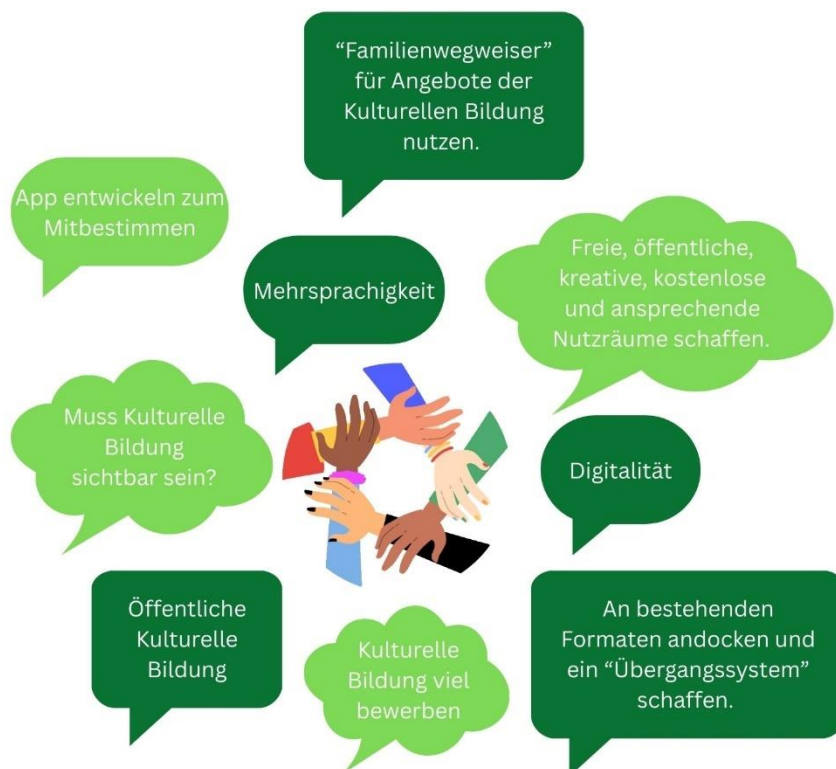 “Familienwegweiser”
für Angebote der
Kulturellen Bildung
nutzen.
App entwickeln zum
Mitbestimmen
Mehrsprachigkeit
Freie, öffentliche,
kreative, kostenlose
und ansprechende
Nutzräume schaffen.
Muss Kulturelle
Bildung
sichtbar sein?
Digitalität
Öffentliche
Kulturelle
Bildung
Kulturelle
Bildung viel
bewerben
An bestehenden
Formaten andocken und
ein “Übergangssystem”
schaffen.